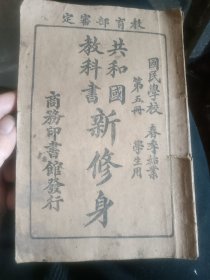 教育部審定
國民學校　春季始業
第五冊　學生用
共和國
教科書
新修身
商務印書館發行